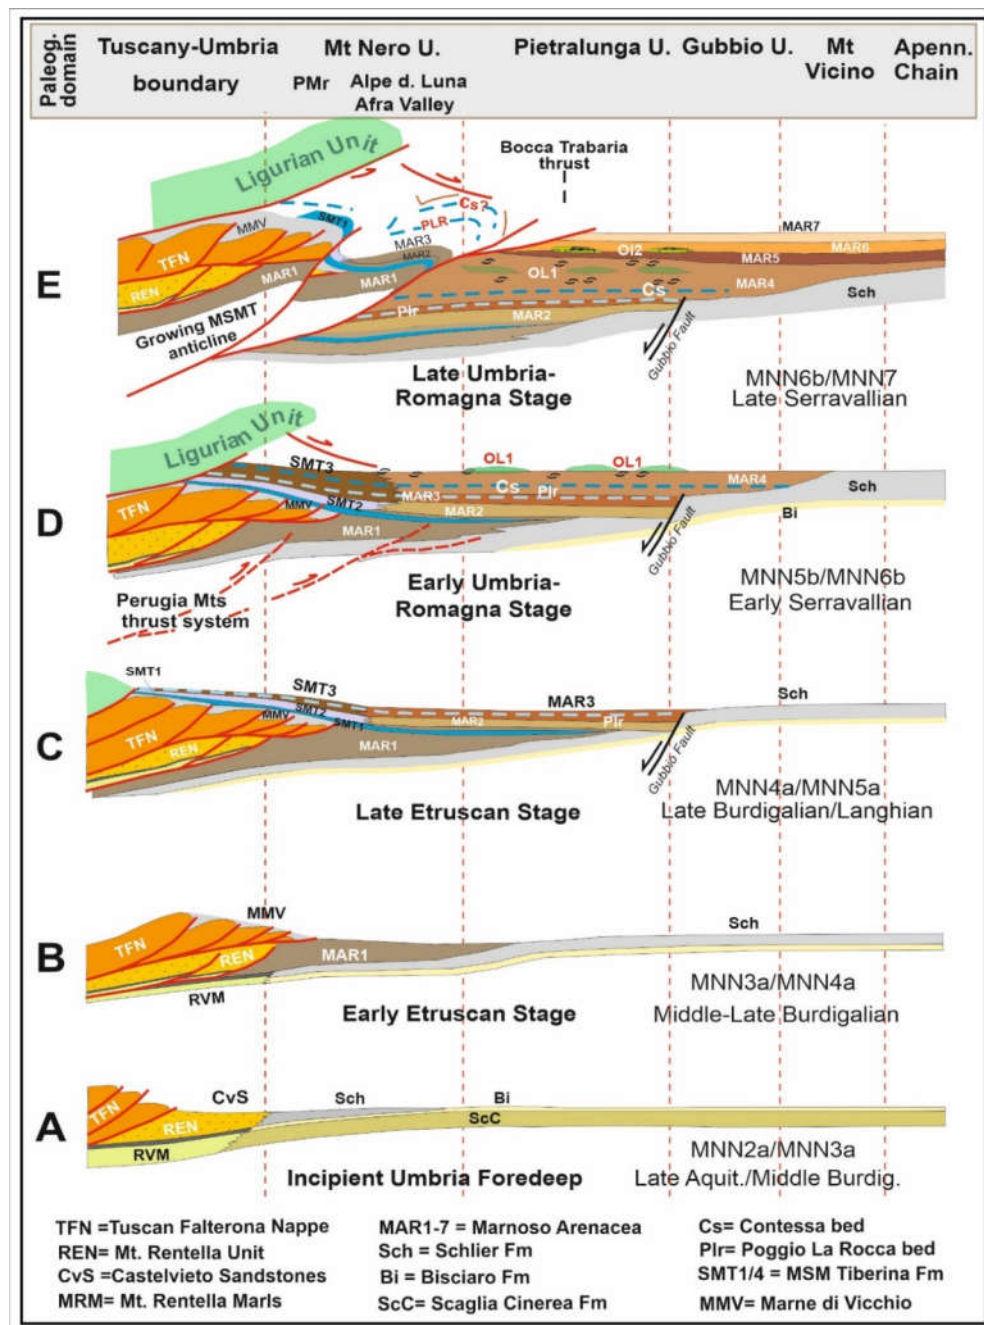 Paleog.
domain
Tuscany-Umbria
boundary
Mt Nero U.
PMr
Alpe d. Luna
Afra Valley
Pietralunga U.
Gubbio U.
Mt
Vicino
Apenn.
Chain
E
Ligurian Unit
Bocca Trabaria
thrust
Cs?
PLR
SMT1
MMV
MAR3
MAR2
TFN
MAR1
MAR1
REN
MAR7
MAR6
Ol2
MAR5
OL1
MAR4
Cs
Sch
Plr
MAR2
Growing MSMT
anticline
Gubbio Fault
Late Umbria-
Romagna Stage
MNN6b/MNN7
Late Serravallian
D
Ligurian Unit
SMT3
OL1
OL1
Cs
Plr
MAR4
MAR3
Sch
TFN
SMT2
MMV
MAR2
MAR1
Bi
Gubbio Fault
Perugia Mts
thrust system
Early Umbria-
Romagna Stage
MNN5b/MNN6b
Early Serravallian
C
SMT1
SMT3
MAR3
Sch
SMT2
MMV
SMT1
MAR2
Plr
TFN
REN
MAR1
Gubbio Fault
Late Etruscan Stage
MNN4a/MNN5a
Late Burdigalian/Langhian
B
MMV
Sch
TFN
REN
MAR1
RVM
Early Etruscan Stage
MNN3a/MNN4a
Middle-Late Burdigalian
A
CvS
Sch
Bi
TFN
REN
ScC
RVM
Incipient Umbria Foredeep
MNN2a/MNN3a
Late Aquit./Middle Burdig.
TFN =Tuscan Falterona Nappe
REN= Mt. Rentella Unit
CvS =Castelvieto Sandstones
MRM= Mt. Rentella Marls
MAR1-7 = Marnoso Arenacea
Sch = Schlier Fm
Bi = Bisciaro Fm
ScC= Scaglia Cinerea Fm
Cs= Contessa bed
Plr= Poggio La Rocca bed
SMT1/4 = MSM Tiberina Fm
MMV= Marne di Vicchio